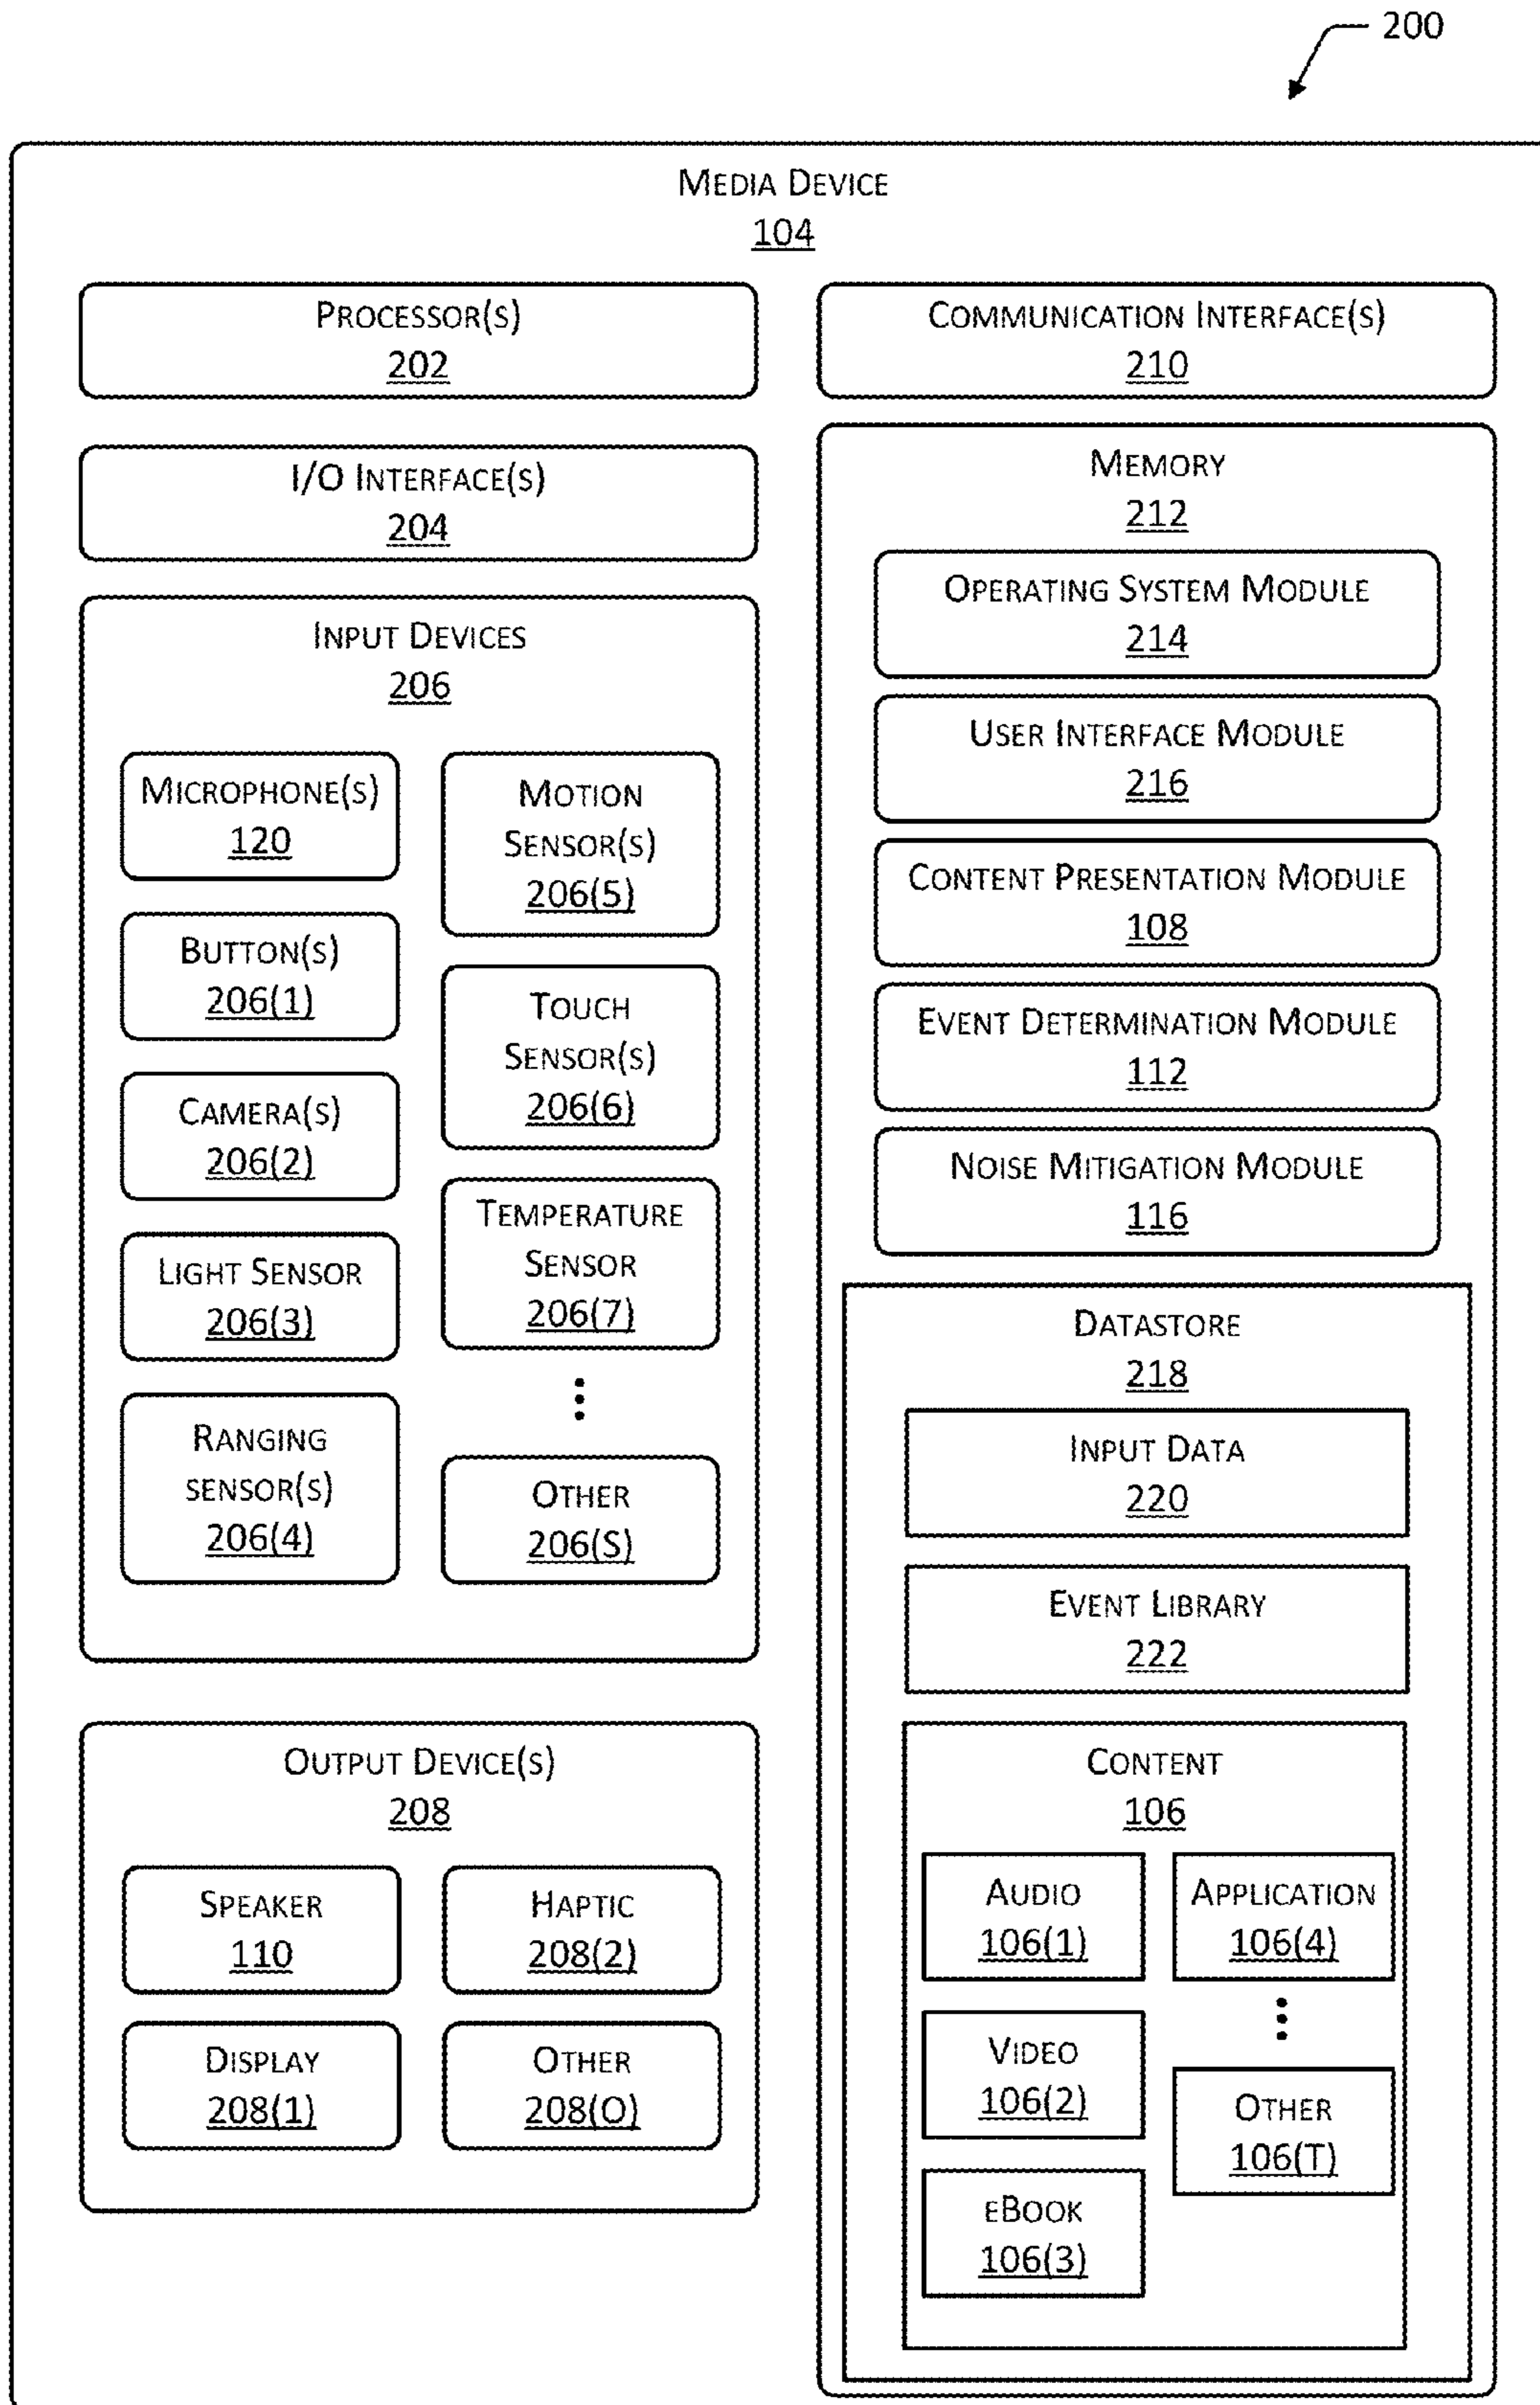 200
MEDIA DEVICE
104
PROCESSOR(S)
202
I/O INTERFACE(S)
204
INPUT DEVICES
206
MICROPHONE(S)
120
BUTTON(S)
206(1)
CAMERA(S)
206(2)
LIGHT SENSOR
206(3)
RANGING
SENSOR(S)
206(4)
MOTION
SENSOR(S)
206(5)
TOUCH
SENSOR(S)
206(6)
TEMPERATURE
SENSOR
206(7)
OTHER
206(S)
OUTPUT DEVICE(S)
208
SPEAKER
110
DISPLAY
208(1)
HAPTIC
208(2)
OTHER
208(O)
COMMUNICATION INTERFACE(S)
210
MEMORY
212
OPERATING SYSTEM MODULE
214
USER INTERFACE MODULE
216
CONTENT PRESENTATION MODULE
108
EVENT DETERMINATION MODULE
112
NOISE MITIGATION MODULE
116
DATASTORE
218
INPUT DATA
220
EVENT LIBRARY
222
CONTENT
106
AUDIO
106(1)
VIDEO
106(2)
EBOOK
106(3)
APPLICATION
106(4)
OTHER
106(T)